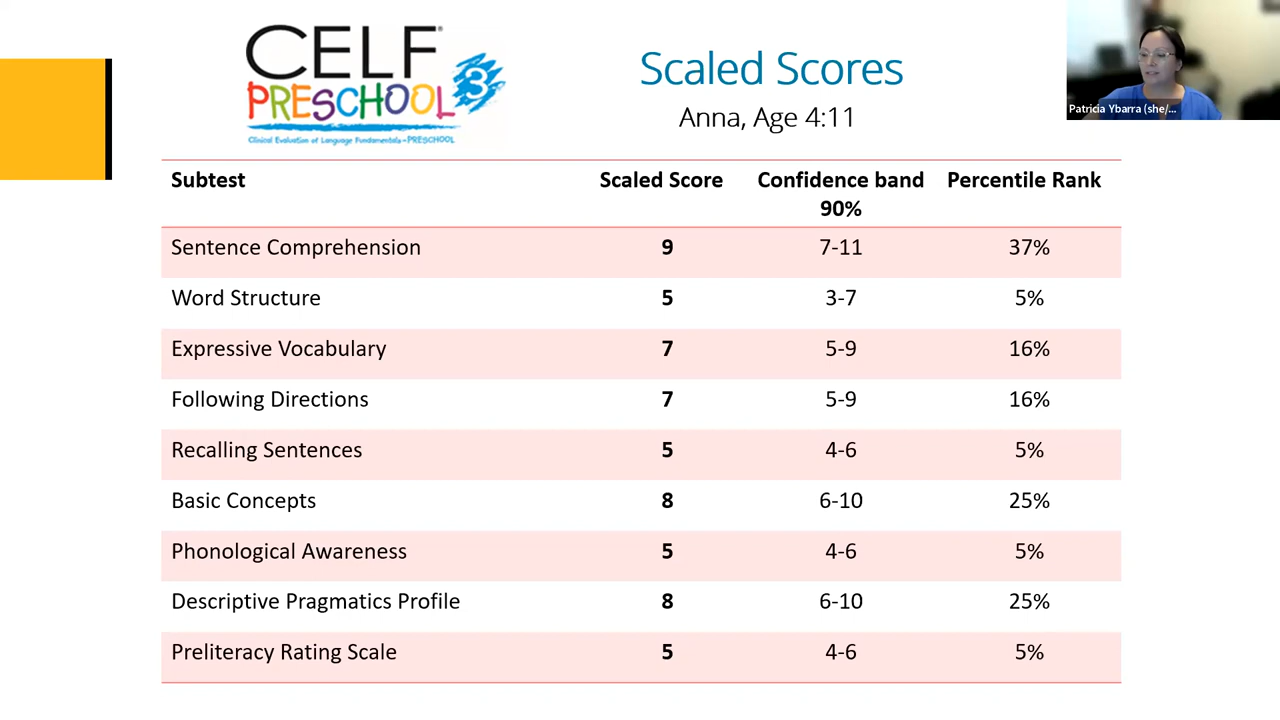 CELF®
PRESCHOOL 3
Clinical Evaluation of Language Fundamentals-PRESCHOOL
Scaled Scores
Anna, Age 4:11
Patricia Ybarra (she/...
Subtest Scaled Score Confidence band 90% Percentile Rank
Sentence Comprehension 9 7-11 37%
Word Structure 5 3-7 5%
Expressive Vocabulary 7 5-9 16%
Following Directions 7 5-9 16%
Recalling Sentences 5 4-6 5%
Basic Concepts 8 6-10 25%
Phonological Awareness 5 4-6 5%
Descriptive Pragmatics Profile 8 6-10 25%
Preliteracy Rating Scale 5 4-6 5%